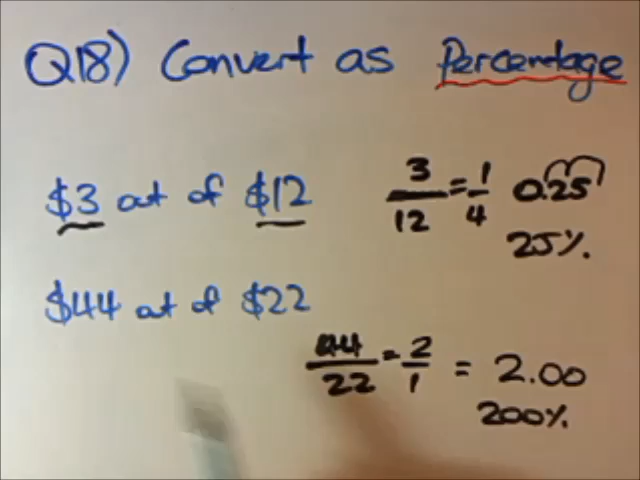 Q18) Convert as Percentage
$3 out of $12
3/12 = 1/4 0.25
25%.
$44 out of $22
44/22 = 2/1 = 2.00
200%.